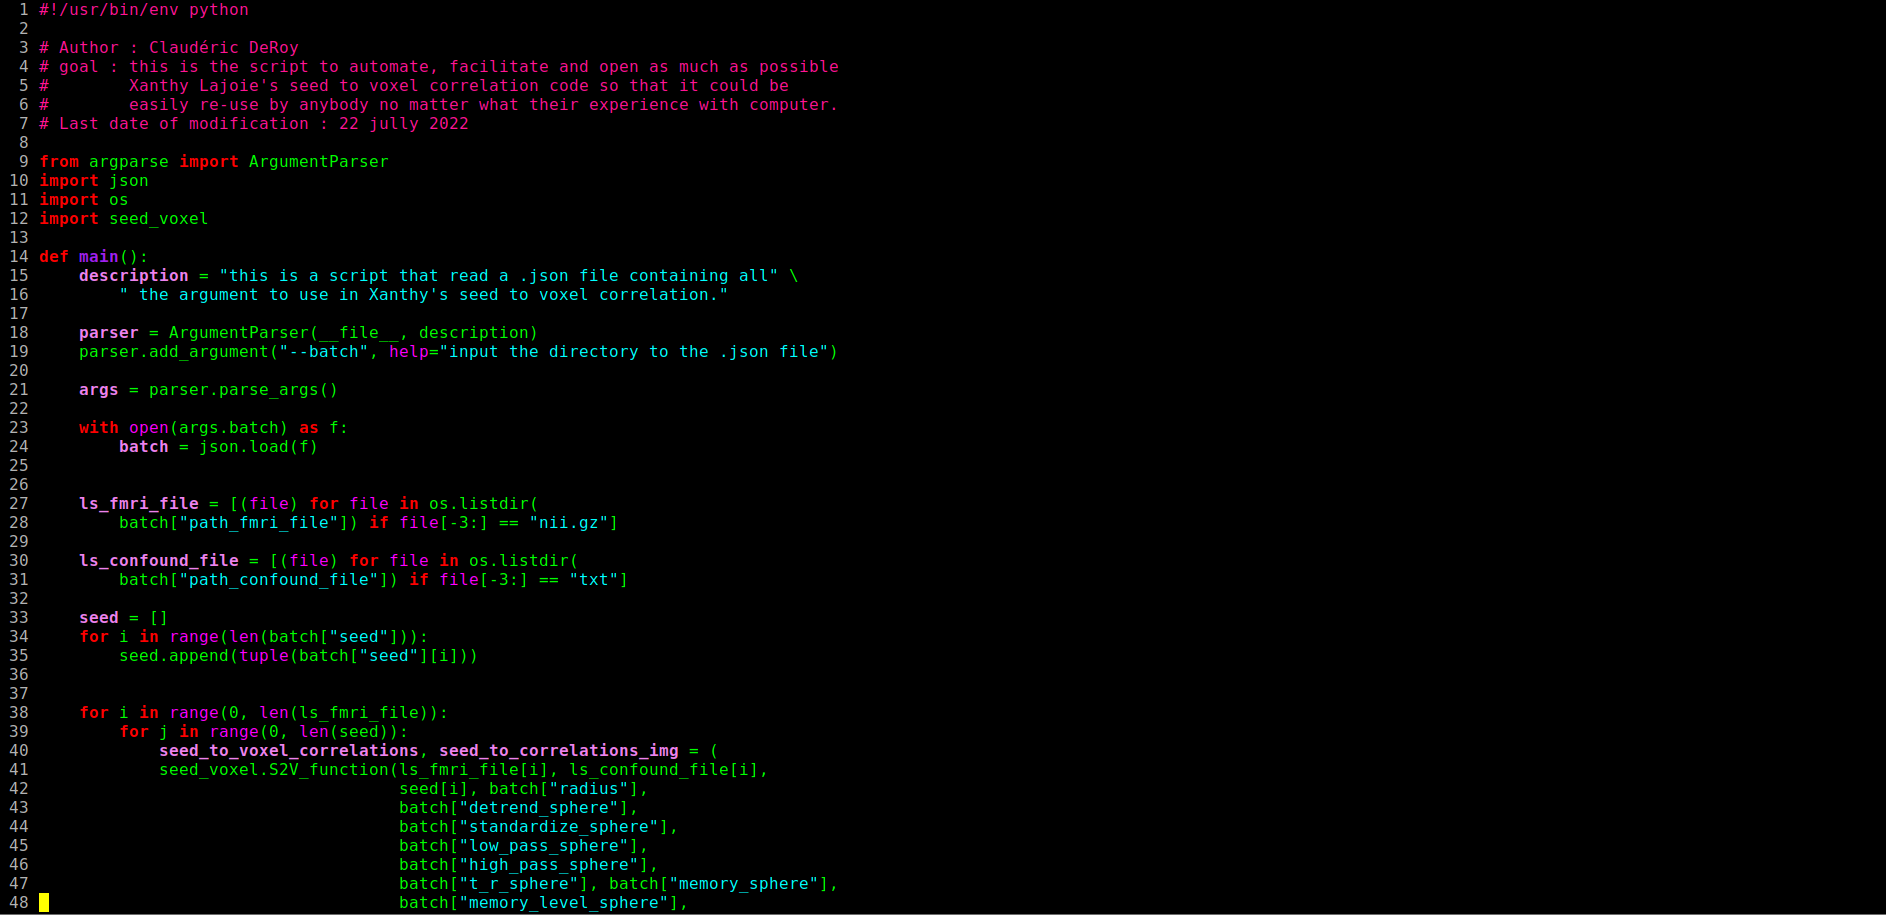 1 #!/usr/bin/env python
2
3 # Author : Claudéric DeRoy
4 # goal : this is the script to automate, facilitate and open as much as possible
5 #        Xanthy Lajoie's seed to voxel correlation code so that it could be
6 #        easily re-use by anybody no matter what their experience with computer.
7 # Last date of modification : 22 jully 2022
8
9 from argparse import ArgumentParser
10 import json
11 import os
12 import seed_voxel
13
14 def main():
15     description = "this is a script that read a .json file containing all" \
16         " the argument to use in Xanthy's seed to voxel correlation."
17
18     parser = ArgumentParser(__file__, description)
19     parser.add_argument("--batch", help="input the directory to the .json file")
20
21     args = parser.parse_args()
22
23     with open(args.batch) as f:
24         batch = json.load(f)
25
26
27     ls_fmri_file = [(file) for file in os.listdir(
28         batch["path_fmri_file"]) if file[-3:] == "nii.gz"]
29
30     ls_confound_file = [(file) for file in os.listdir(
31         batch["path_confound_file"]) if file[-3:] == "txt"]
32
33     seed = []
34     for i in range(len(batch["seed"])):
35         seed.append(tuple(batch["seed"][i]))
36
37
38     for i in range(0, len(ls_fmri_file)):
39         for j in range(0, len(seed)):
40             seed_to_voxel_correlations, seed_to_correlations_img = (
41             seed_voxel.S2V_function(ls_fmri_file[i], ls_confound_file[i],
42                                     seed[i], batch["radius"],
43                                     batch["detrend_sphere"],
44                                     batch["standardize_sphere"],
45                                     batch["low_pass_sphere"],
46                                     batch["high_pass_sphere"],
47                                     batch["t_r_sphere"], batch["memory_sphere"],
48                                     batch["memory_level_sphere"],